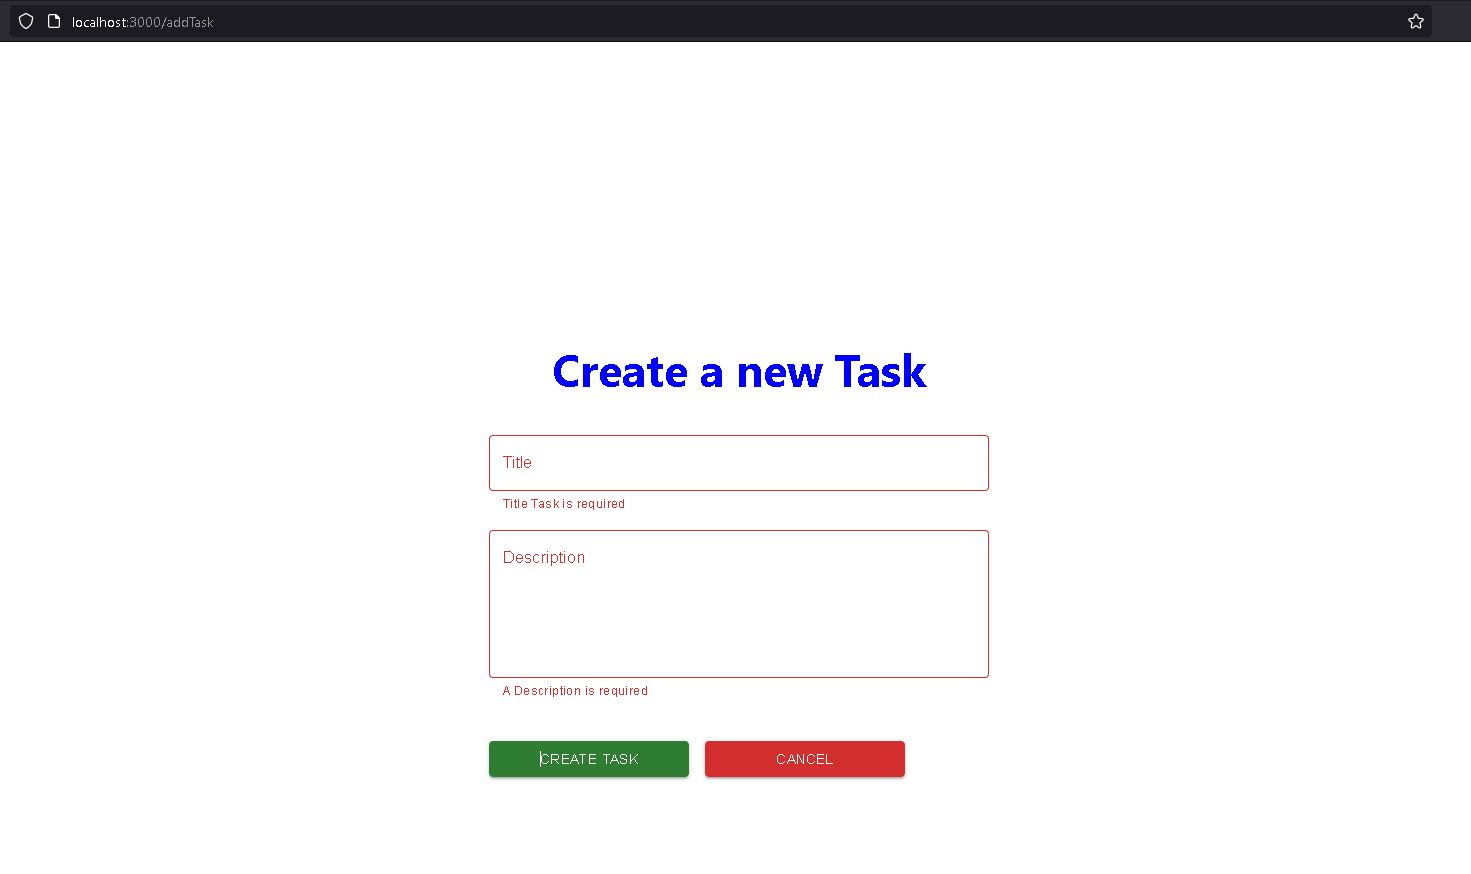 localhost:3000/addTask
Create a new Task
Title
Title Task is required
Description
A Description is required
CREATE TASK
CANCEL